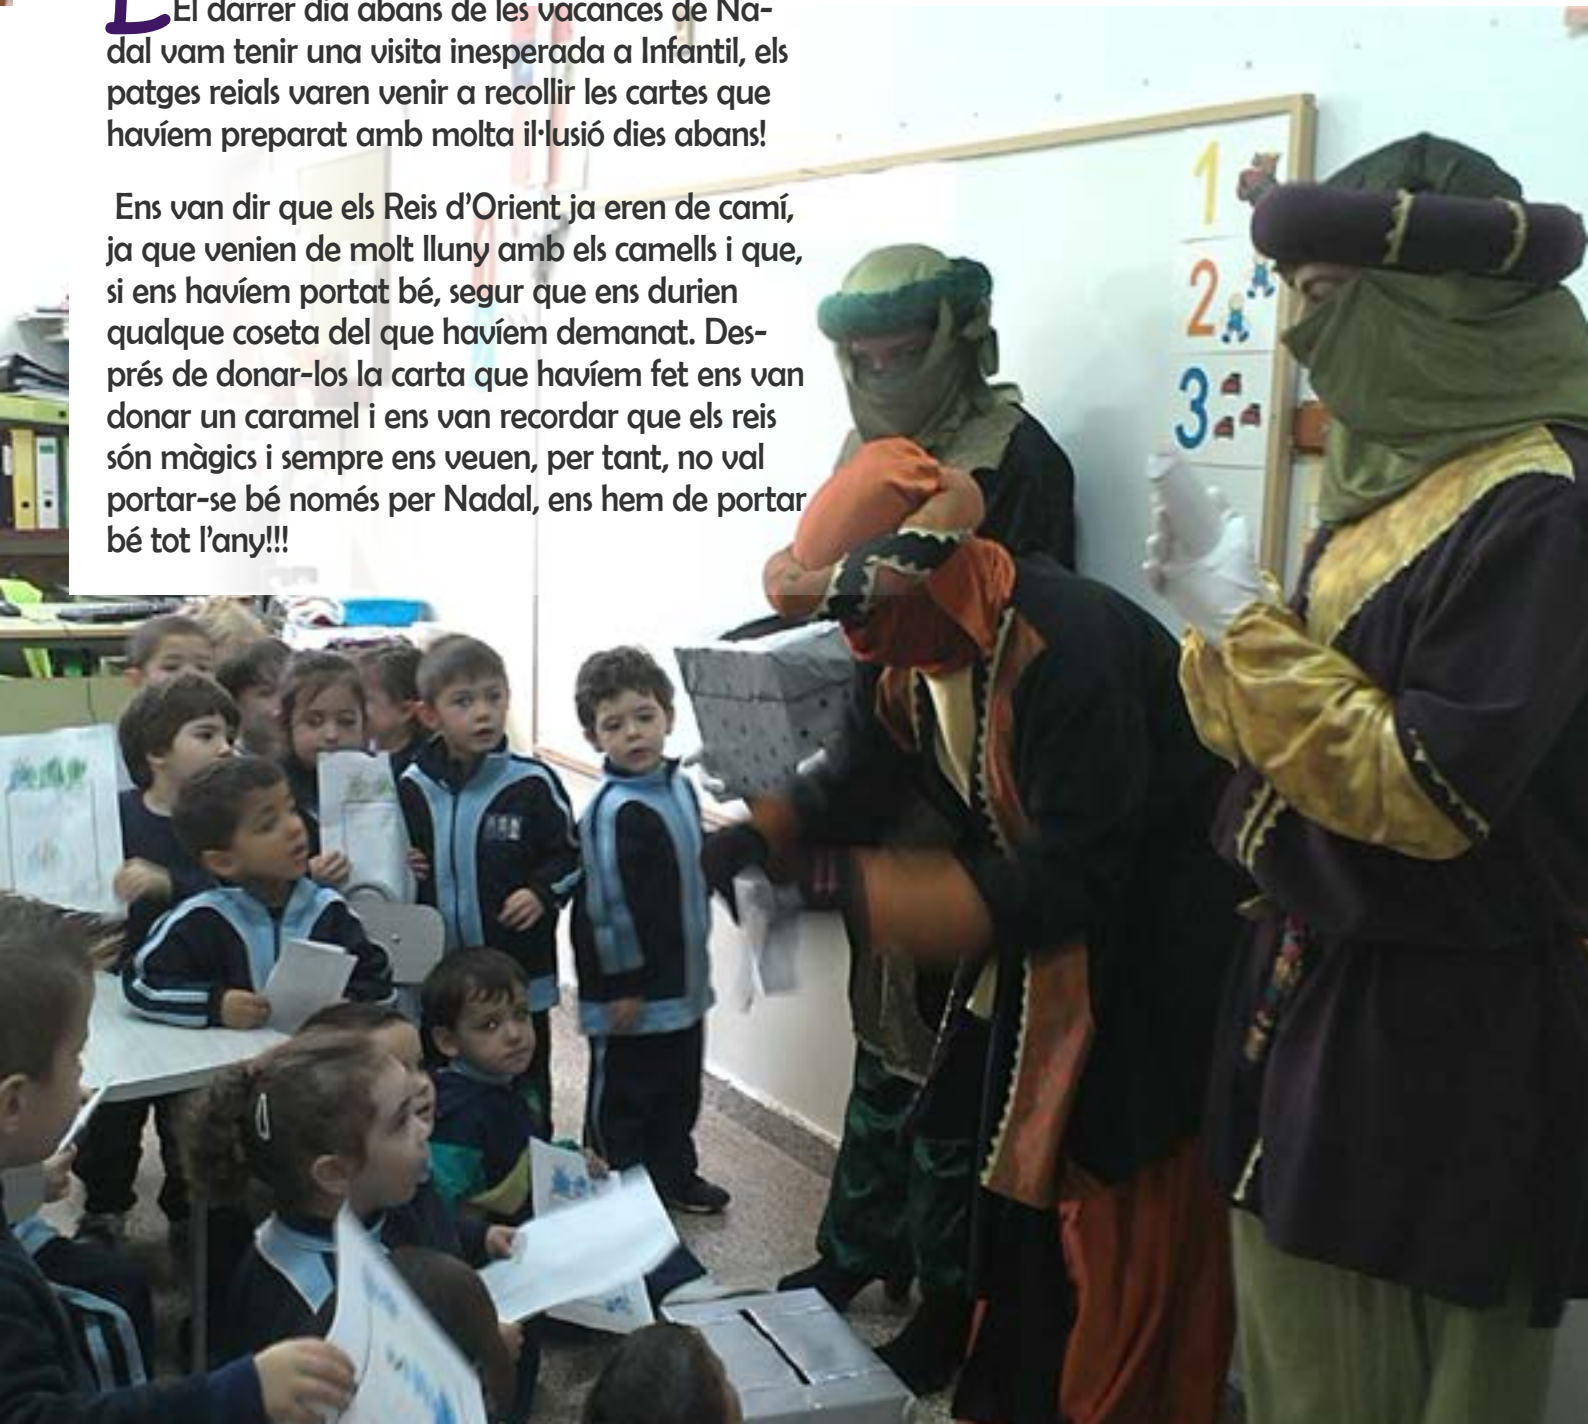 El darrer dia abans de les vacances de Na-
dal vam tenir una visita inesperada a Infantil, els
patges reials varen venir a recollir les cartes que
havíem preparat amb molta il·lusió dies abans!
Ens van dir que els Reis d'Orient ja eren de camí,
ja que venien de molt lluny amb els camells i que,
si ens havíem portat bé, segur que ens durien
qualque coseta del que havíem demanat. Des-
prés de donar-los la carta que havíem fet ens van
donar un caramel i ens van recordar que els reis
són màgics i sempre ens veuen, per tant, no val
portar-se bé només per Nadal, ens hem de portar
bé tot l'any!!!
1
2
3